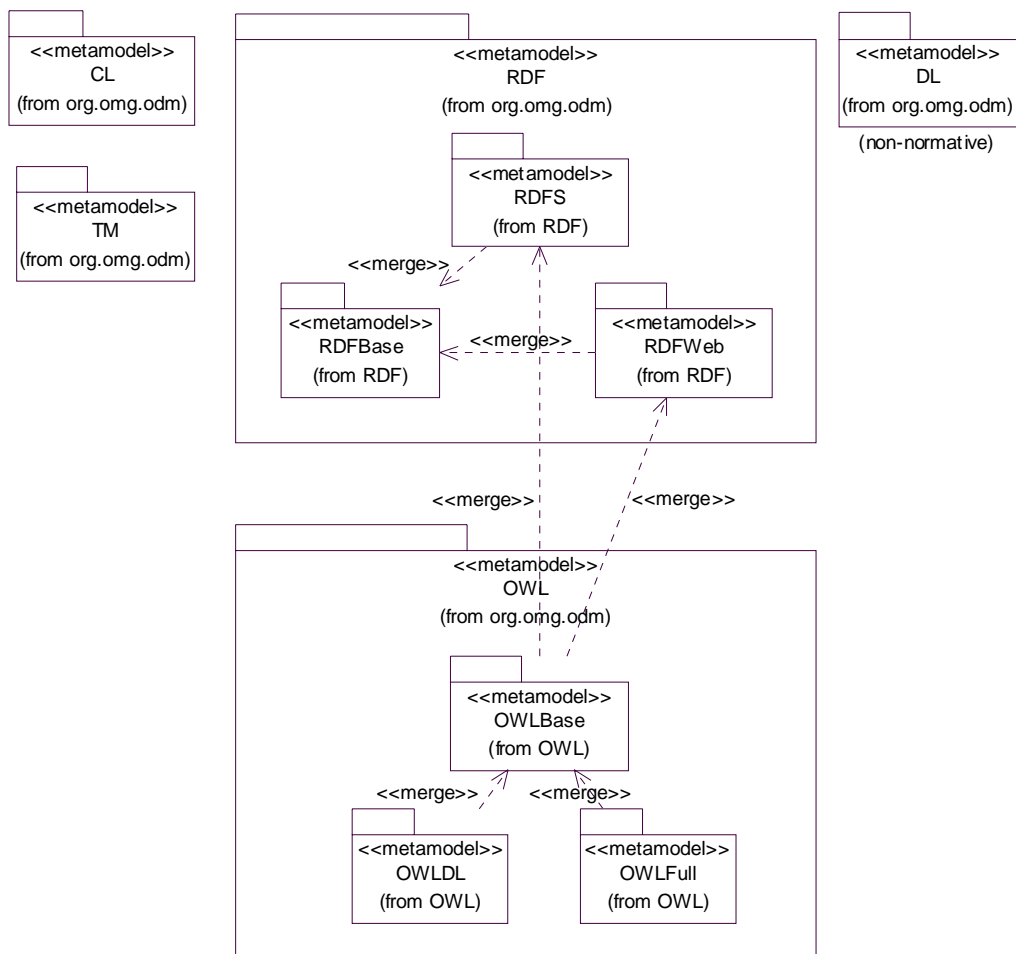 <<metamodel>>
CL
(from org.omg.odm)
<<metamodel>>
TM
(from org.omg.odm)
<<metamodel>>
RDF
(from org.omg.odm)
<<metamodel>>
DL
(from org.omg.odm)
(non-normative)
<<metamodel>>
RDFS
(from RDF)
<<merge>>
<<metamodel>>
RDFBase
(from RDF)
<<merge>>
<<metamodel>>
RDFWeb
(from RDF)
<<merge>>
<<merge>>
<<metamodel>>
OWL
(from org.omg.odm)
<<metamodel>>
OWLBase
(from OWL)
<<merge>>
<<merge>>
<<metamodel>>
OWLDL
(from OWL)
<<metamodel>>
OWLFull
(from OWL)